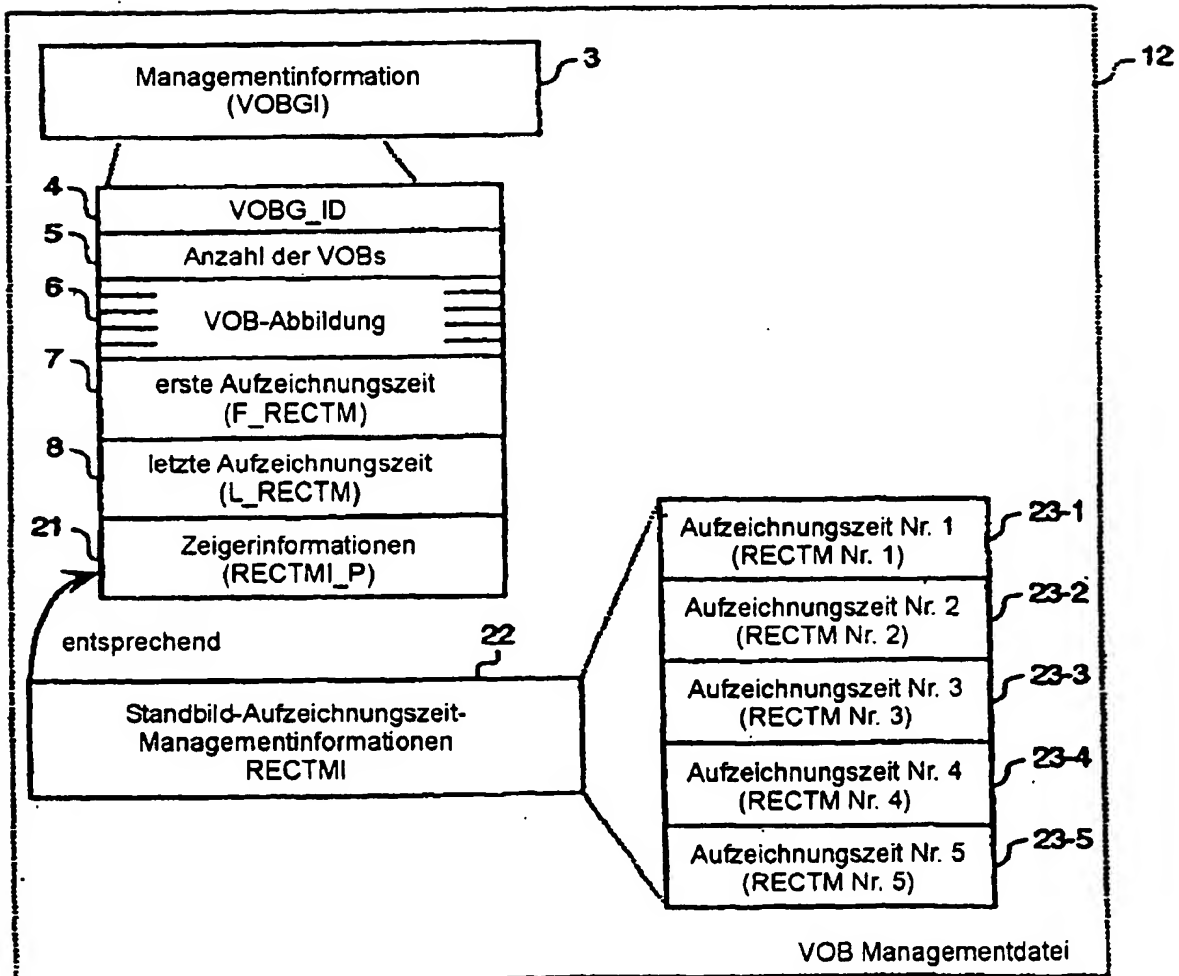 3
Managementinformation
(VOBGI)
12
4
VOBG_ID
5
Anzahl der VOBs
6
VOB-Abbildung
7
erste Aufzeichnungszeit
(F_RECTM)
8
letzte Aufzeichnungszeit
(L_RECTM)
21
Zeigerinformationen
(RECTMI_P)
entsprechend
22
Standbild-Aufzeichnungszeit-
Managementinformationen
RECTMI
Aufzeichnungszeit Nr. 1
(RECTM Nr. 1)
23-1
Aufzeichnungszeit Nr. 2
(RECTM Nr. 2)
23-2
Aufzeichnungszeit Nr. 3
(RECTM Nr. 3)
23-3
Aufzeichnungszeit Nr. 4
(RECTM Nr. 4)
23-4
Aufzeichnungszeit Nr. 5
(RECTM Nr. 5)
23-5
VOB Managementdatei